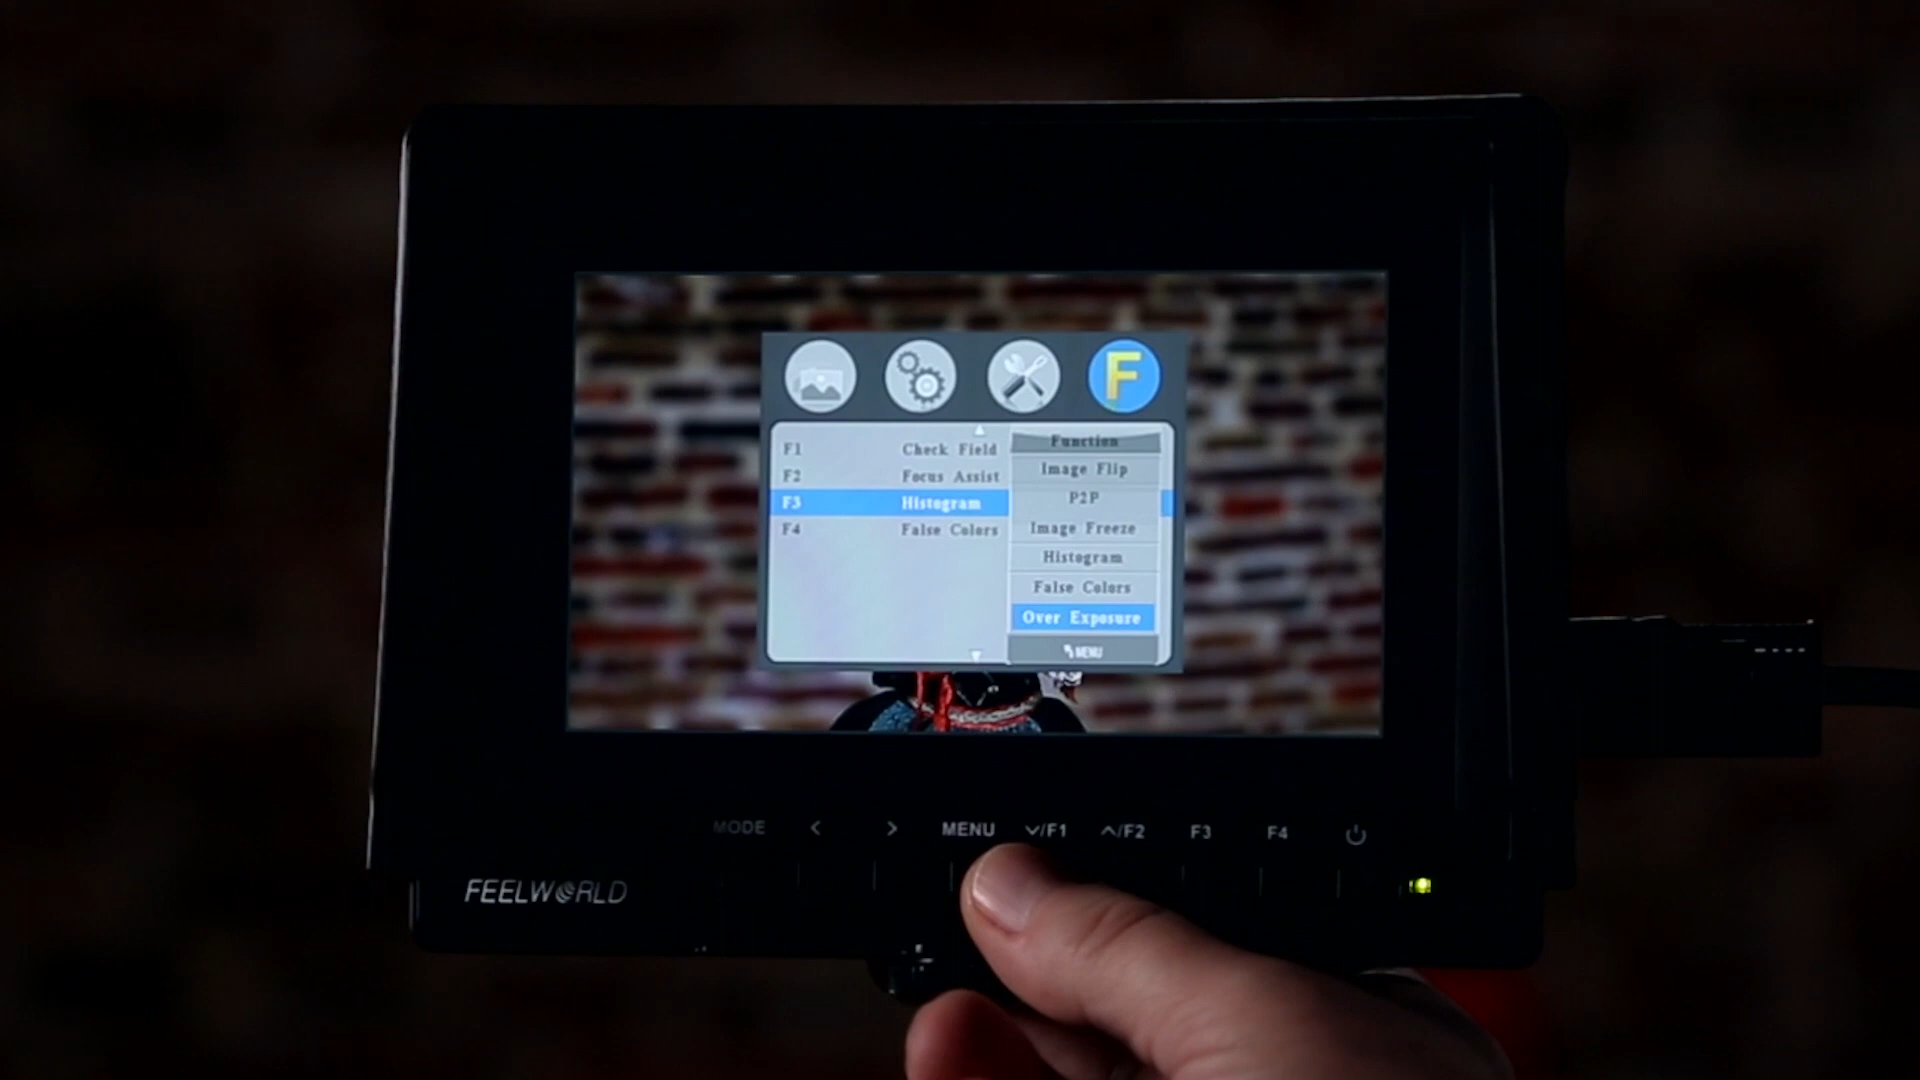 F
F1 Check Field
F2 Focus Assist
F3 Histogram
F4 False Colors
Function
Image Flip
P2P
Image Freeze
Histogram
False Colors
Over Exposure
MENU
MODE < > MENU ∨/F1 ∧/F2 F3 F4
FEELWORLD